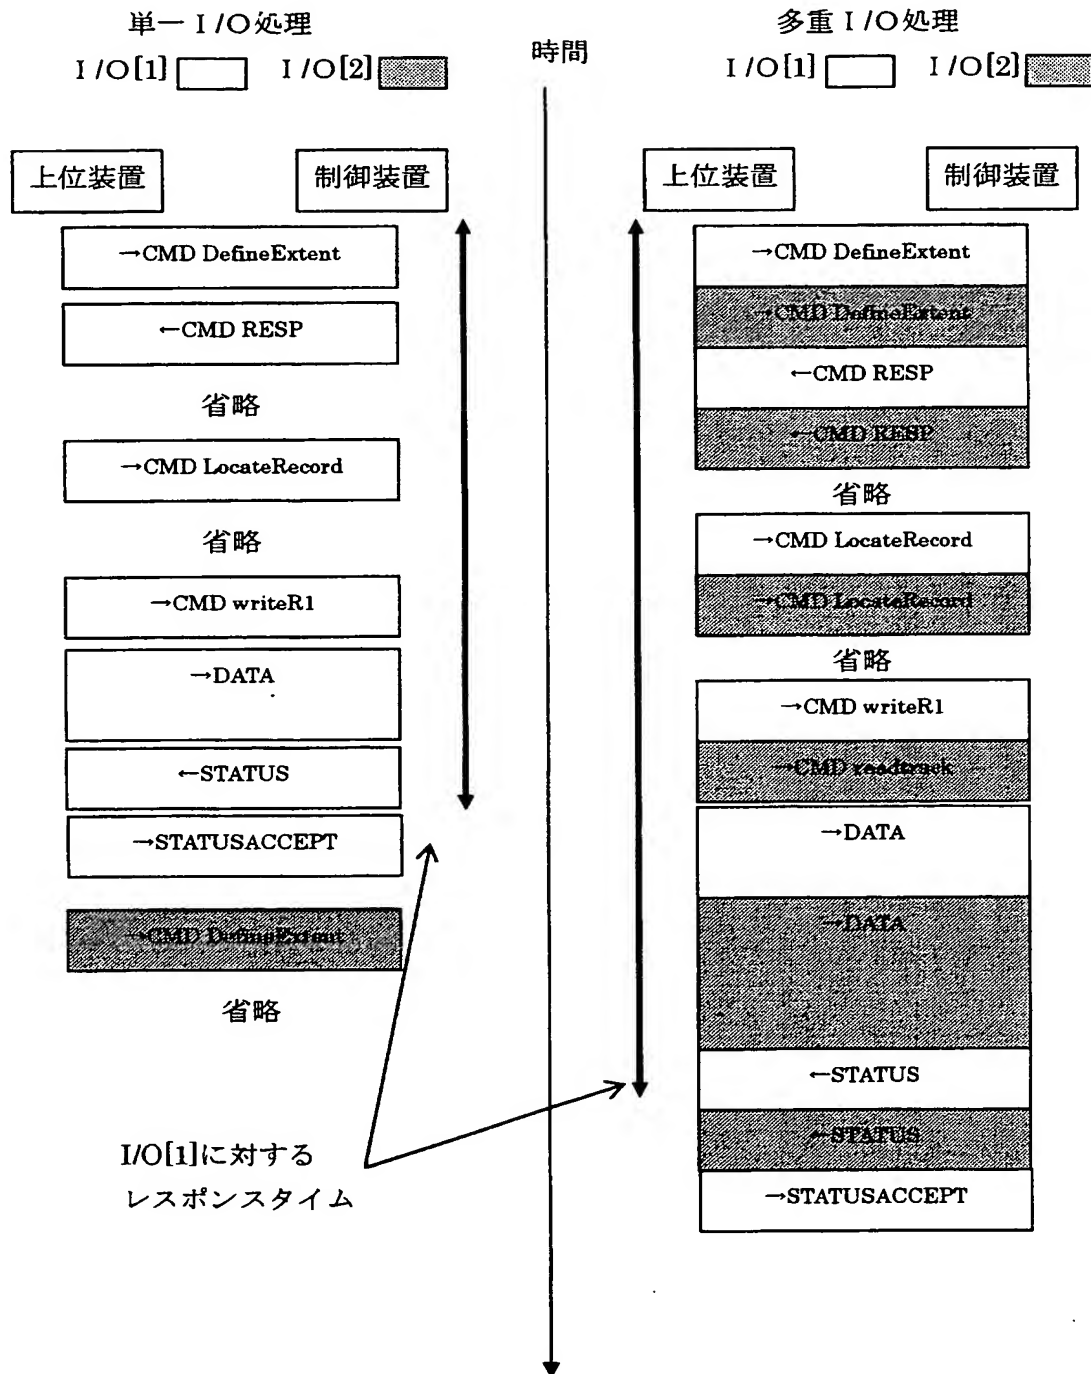 単一Ｉ/O処理
Ｉ/O[1] Ｉ/O[2]
時間
多重Ｉ/O処理
Ｉ/O[1] Ｉ/O[2]
上位装置
制御装置
→CMD DefineExtent
←CMD RESP
省略
→CMD LocateRecord
省略
→CMD writeR1
→DATA
←STATUS
→STATUSACCEPT
→CMD DefineExtent
省略
I/O[1]に対する
レスポンスタイム
上位装置
制御装置
→CMD DefineExtent
→CMD DefineExtent
←CMD RESP
←CMD RESP
省略
→CMD LocateRecord
→CMD LocateRecord
省略
→CMD writeR1
→CMD readtrack
→DATA
→DATA
←STATUS
←STATUS
→STATUSACCEPT